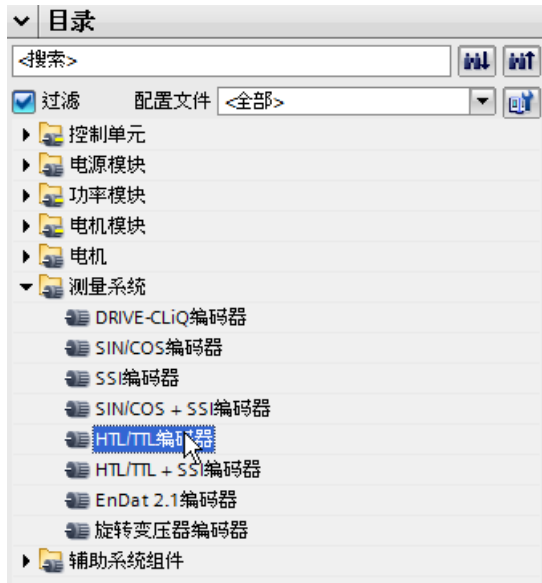 目录
<搜索>
过滤 配置文件 <全部>
控制单元
电源模块
功率模块
电机模块
电机
测量系统
DRIVE-CLiQ编码器
SIN/COS编码器
SSI编码器
SIN/COS + SSI编码器
HTL/TTL编码器
HTL/TTL + SSI编码器
EnDat 2.1编码器
旋转变压器编码器
辅助系统组件